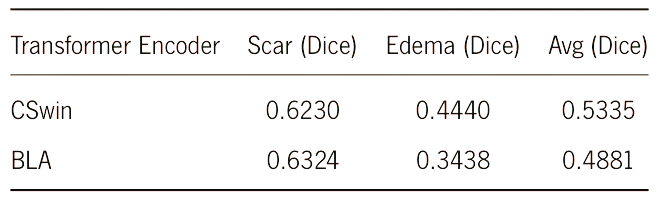 Transformer Encoder Scar (Dice) Edema (Dice) Avg (Dice)
CSwin 0.6230 0.4440 0.5335
BLA 0.6324 0.3438 0.4881